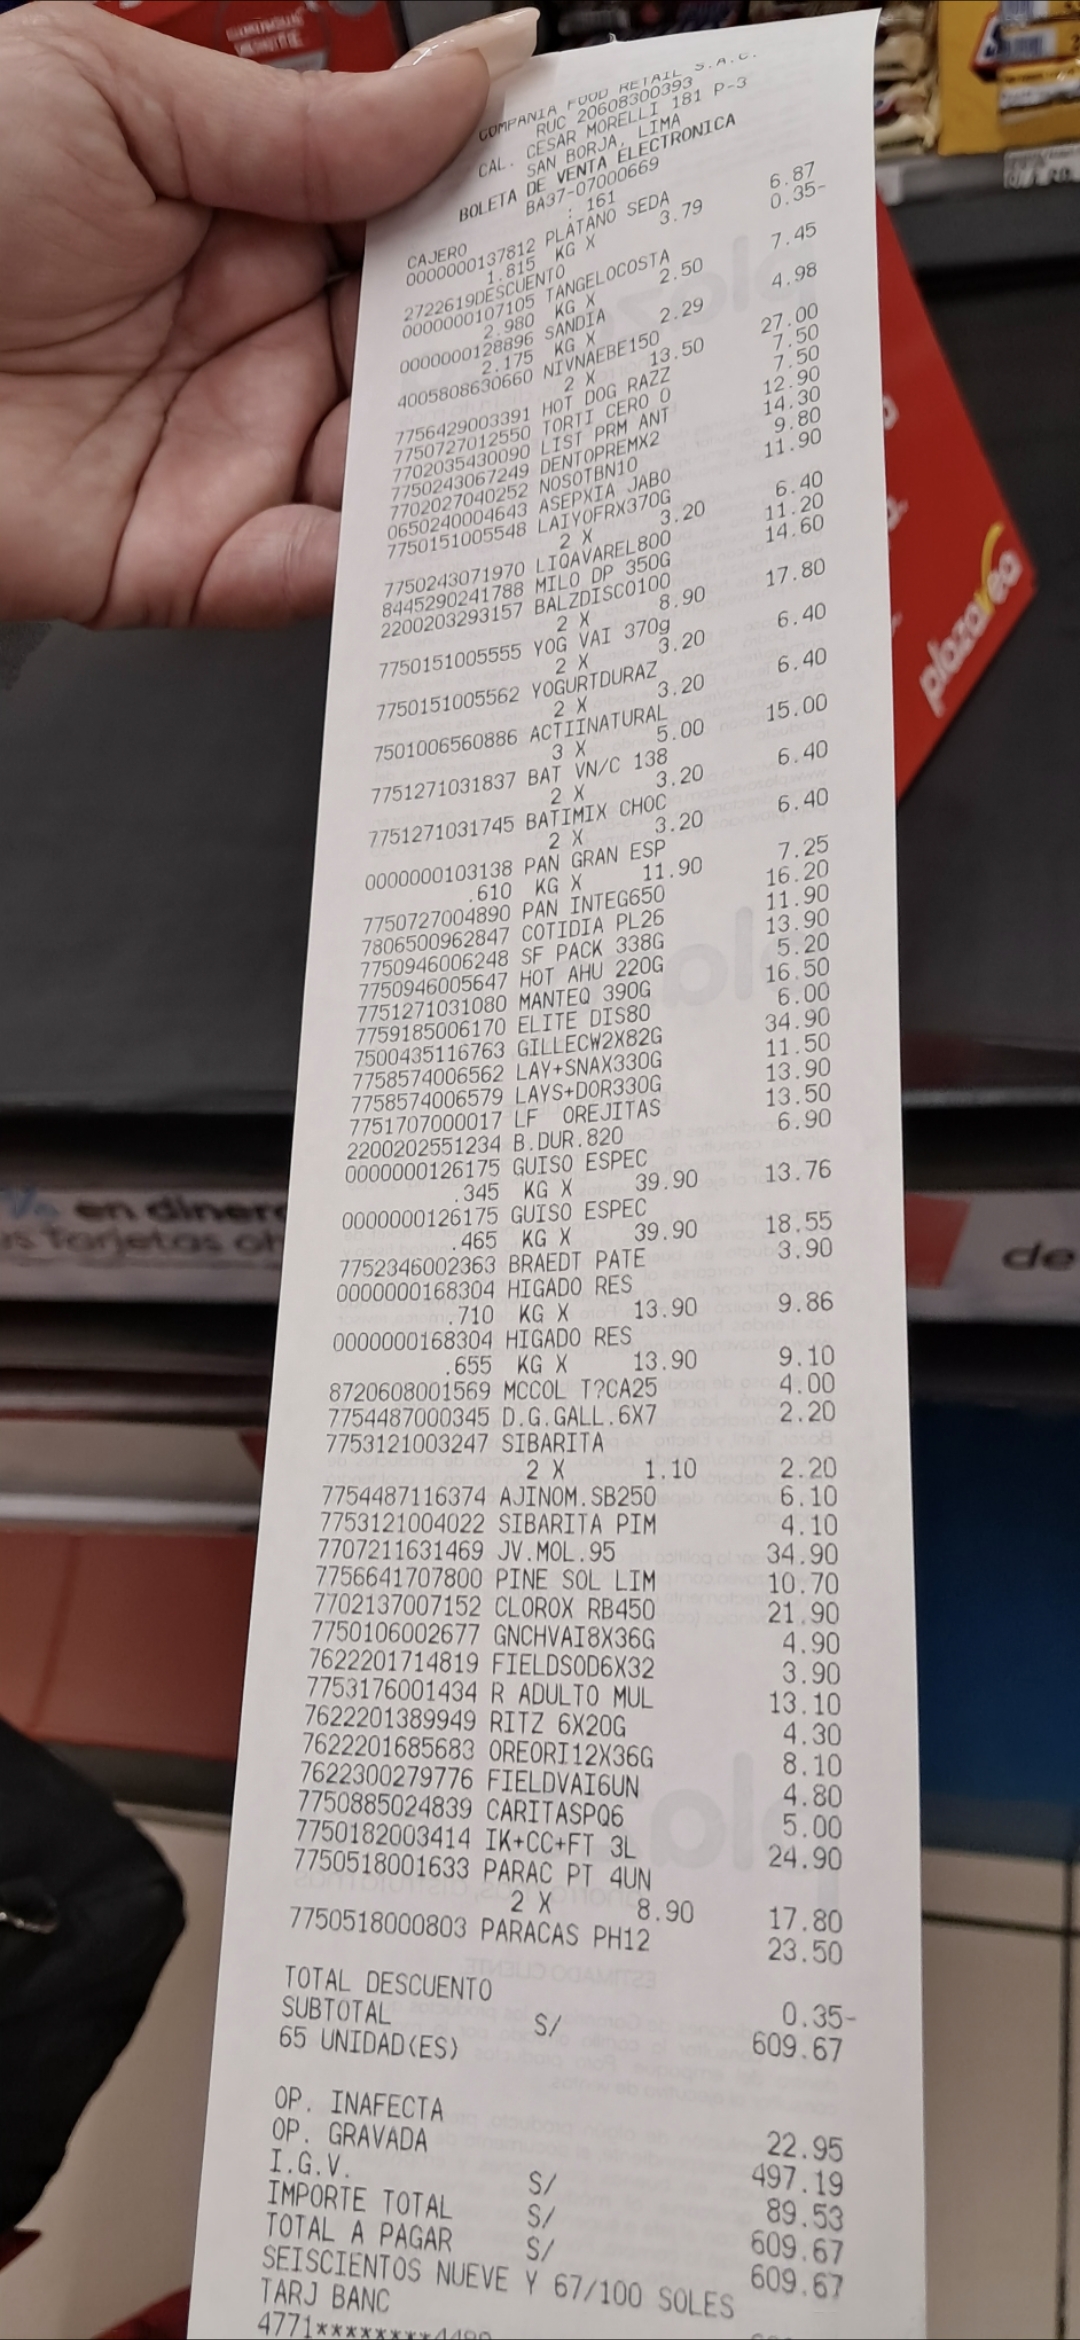 COMPANIA FOOD RETAIL S.A.C.
RUC 20608300393
CAL. CESAR MORELLI 181 P-3
SAN BORJA, LIMA
BOLETA DE VENTA ELECTRONICA
BA37-07000669
CAJERO : 161
0000000137812 PLATANO SEDA
1.815 KG X 3.79 6.87
2722619DESCUENTO 0.35-
0000000107105 TANGELOCOSTA
2.980 KG X 2.50 7.45
0000000128896 SANDIA
2.175 KG X 2.29 4.98
4005808630660 NIVNAEBE150
2 X 13.50 27.00
7756429003391 HOT DOG RAZZ 7.50
7750727012550 TORTI CERO 0 7.50
7702035430090 LIST PRM ANT 12.90
7750243067249 DENTOPREMX2 14.30
7702027040252 NOSOTBN10 9.80
0650240004643 ASEPXIA JABO 11.90
7750151005548 LAIYOFRX370G
2 X 3.20 6.40
7750243071970 LIQAVAREL800 11.20
8445290241788 MILO DP 350G 14.60
2200203293157 BALZDISCO100
2 X 8.90 17.80
7750151005555 YOG VAI 370g
2 X 3.20 6.40
7750151005562 YOGURTDURAZ
2 X 3.20 6.40
7501006560886 ACTIINATURAL
3 X 5.00 15.00
7751271031837 BAT VN/C 138
2 X 3.20 6.40
7751271031745 BATIMIX CHOC
2 X 3.20 6.40
0000000103138 PAN GRAN ESP
.610 KG X 11.90 7.25
7750727004890 PAN INTEG650 16.20
7806500962847 COTIDIA PL26 11.90
7750946006248 SF PACK 338G 13.90
7750946005647 HOT AHU 220G 5.20
7751271031080 MANTEQ 390G 16.50
7759185006170 ELITE DIS80 6.00
7500435116763 GILLECW2X82G 34.90
7758574006562 LAY+SNAX330G 11.50
7758574006579 LAYS+DOR330G 13.90
7751707000017 LF OREJITAS 13.50
2200202551234 B.DUR.820 6.90
0000000126175 GUISO ESPEC
.345 KG X 39.90 13.76
0000000126175 GUISO ESPEC
.465 KG X 39.90 18.55
7752346002363 BRAEDT PATE 3.90
0000000168304 HIGADO RES
.710 KG X 13.90 9.86
0000000168304 HIGADO RES
.655 KG X 13.90 9.10
8720608001569 MCCOL T?CA25 4.00
7754487000345 D.G.GALL.6X7 2.20
7753121003247 SIBARITA
2 X 1.10 2.20
7754487116374 AJINOM.SB250 6.10
7753121004022 SIBARITA PIM 4.10
7707211631469 JV.MOL.95 34.90
7756641707800 PINE SOL LIM 10.70
7702137007152 CLOROX RB450 21.90
7750106002677 GNCHVAI8X36G 4.90
7622201714819 FIELDSOD6X32 3.90
7753176001434 R ADULTO MUL 13.10
7622201389949 RITZ 6X20G 4.30
7622201685683 OREORI12X36G 8.10
7622300279776 FIELDVAI6UN 4.80
7750885024839 CARITASPQ6 5.00
7750182003414 IK+CC+FT 3L 24.90
7750518001633 PARAC PT 4UN
2 X 8.90 17.80
7750518000803 PARACAS PH12 23.50
TOTAL DESCUENTO 0.35-
SUBTOTAL S/ 609.67
65 UNIDAD(ES)
OP. INAFECTA 22.95
OP. GRAVADA S/ 497.19
I.G.V. S/ 89.53
IMPORTE TOTAL S/ 609.67
TOTAL A PAGAR 609.67
SEISCIENTOS NUEVE Y 67/100 SOLES
TARJ BANC
plazavea
en dinero
Tarjetas oh
de